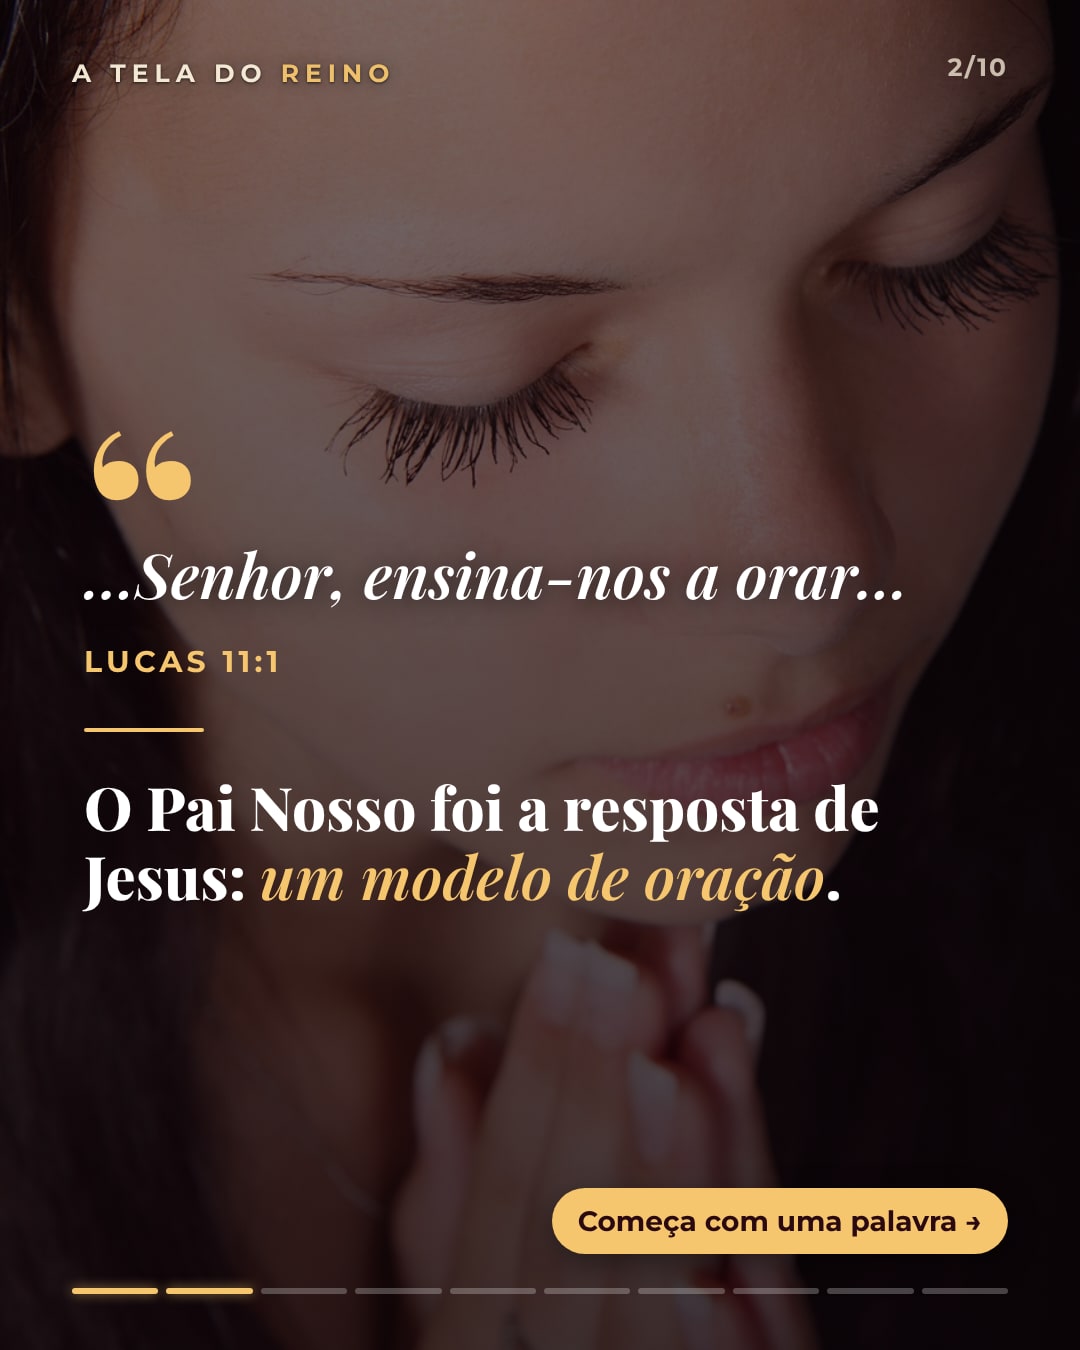 A TELA DO REINO
2/10
“
...Senhor, ensina-nos a orar...
LUCAS 11:1
O Pai Nosso foi a resposta de
Jesus: um modelo de oração.
Começa com uma palavra →